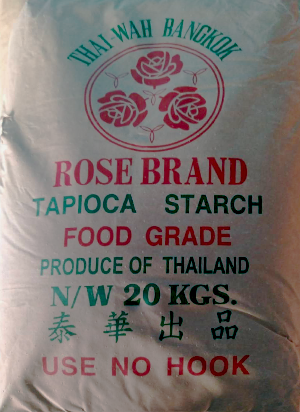 THAI-WAH BANGKOK
ROSE BRAND
TAPIOCA STARCH
FOOD GRADE
PRODUCE OF THAILAND
N/W 20 KGS.
泰華出品
USE NO HOOK